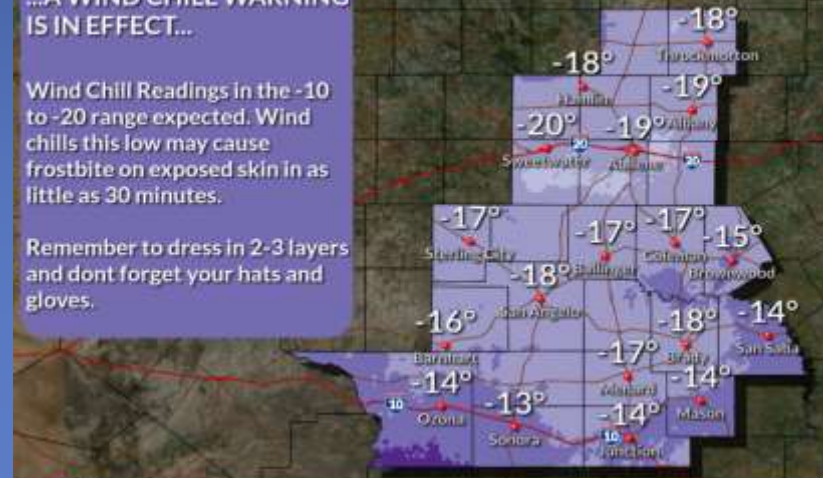 ...A WIND CHILL WARNING
IS IN EFFECT...
Wind Chill Readings in the -10
to -20 range expected. Wind
chills this low may cause
frostbite on exposed skin in as
little as 30 minutes.
Remember to dress in 2-3 layers
and dont forget your hats and
gloves.
-18°
Throckmorton
-18°
Hamlin
-19°
Albany
-20°
Sweetwater
20
-19°
Abilene
20
-17°
Sterling City
-17°
Ballinger
-17°
Coleman
-15°
Brownwood
-18°
San Angelo
-16°
Barnhart
-18°
Brady
-14°
San Saba
-17°
Menard
-14°
Mason
10
-14°
Ozona
-13°
Sonora
-14°
10
Junction